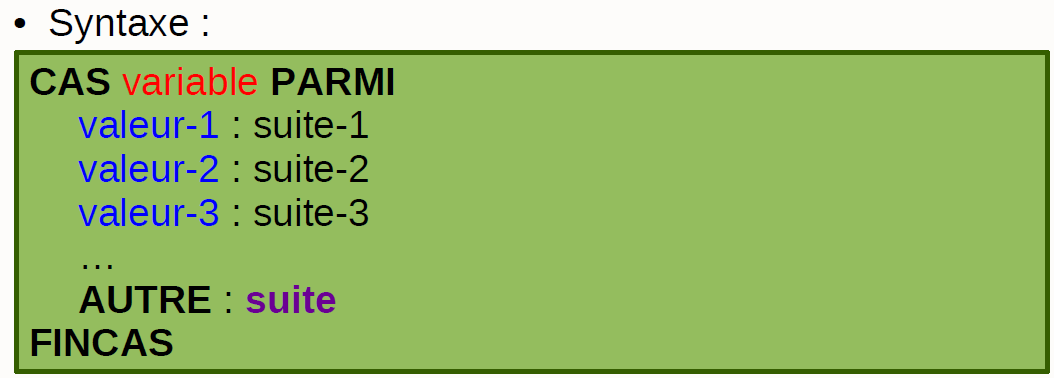 • Syntaxe :
CAS variable PARMI
valeur-1 : suite-1
valeur-2 : suite-2
valeur-3 : suite-3
…
AUTRE : suite
FINCAS